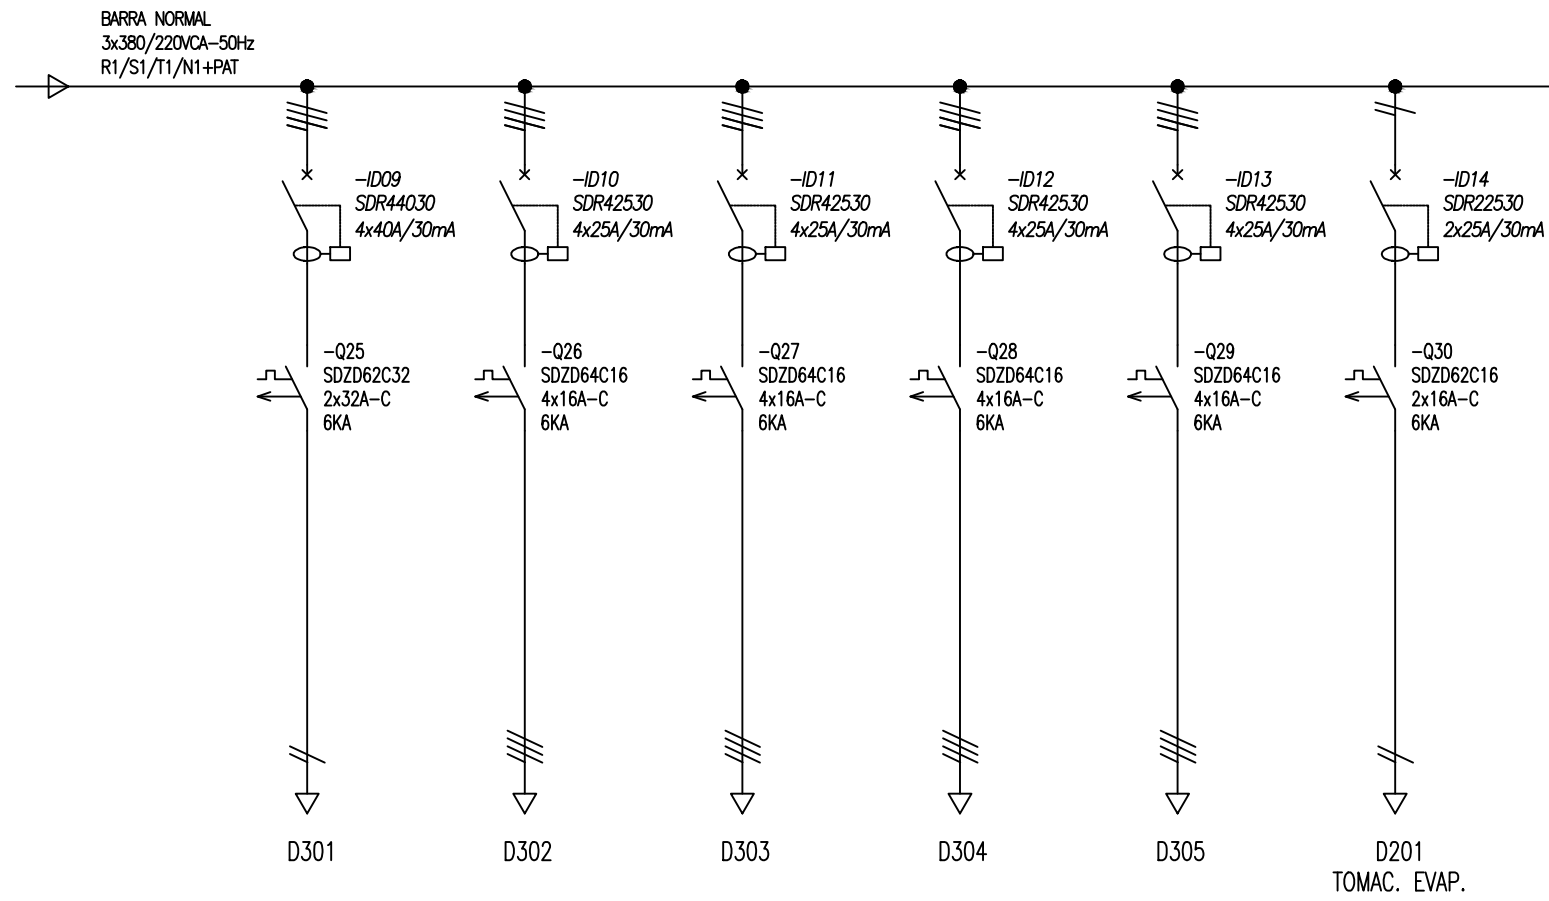 BARRA NORMAL
3x380/220VCA-50Hz
R1/S1/T1/N1+PAT
-ID09
SDR44030
4x40A/30mA
-ID10
SDR42530
4x25A/30mA
-ID11
SDR42530
4x25A/30mA
-ID12
SDR42530
4x25A/30mA
-ID13
SDR42530
4x25A/30mA
-ID14
SDR22530
2x25A/30mA
-Q25
SDZD62C32
2x32A-C
6KA
-Q26
SDZD64C16
4x16A-C
6KA
-Q27
SDZD64C16
4x16A-C
6KA
-Q28
SDZD64C16
4x16A-C
6KA
-Q29
SDZD64C16
4x16A-C
6KA
-Q30
SDZD62C16
2x16A-C
6KA
D301
D302
D303
D304
D305
D201
TOMAC. EVAP.